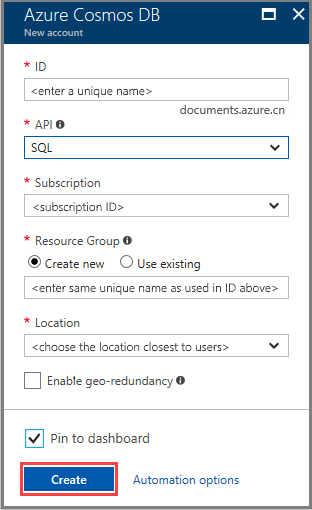 Azure Cosmos DB
New account
* ID
<enter a unique name>
documents.azure.cn
* API
SQL
* Subscription
<subscription ID>
* Resource Group
Create new Use existing
<enter same unique name as used in ID above>
* Location
<choose the location closest to users>
Enable geo-redundancy
Pin to dashboard
Create Automation options